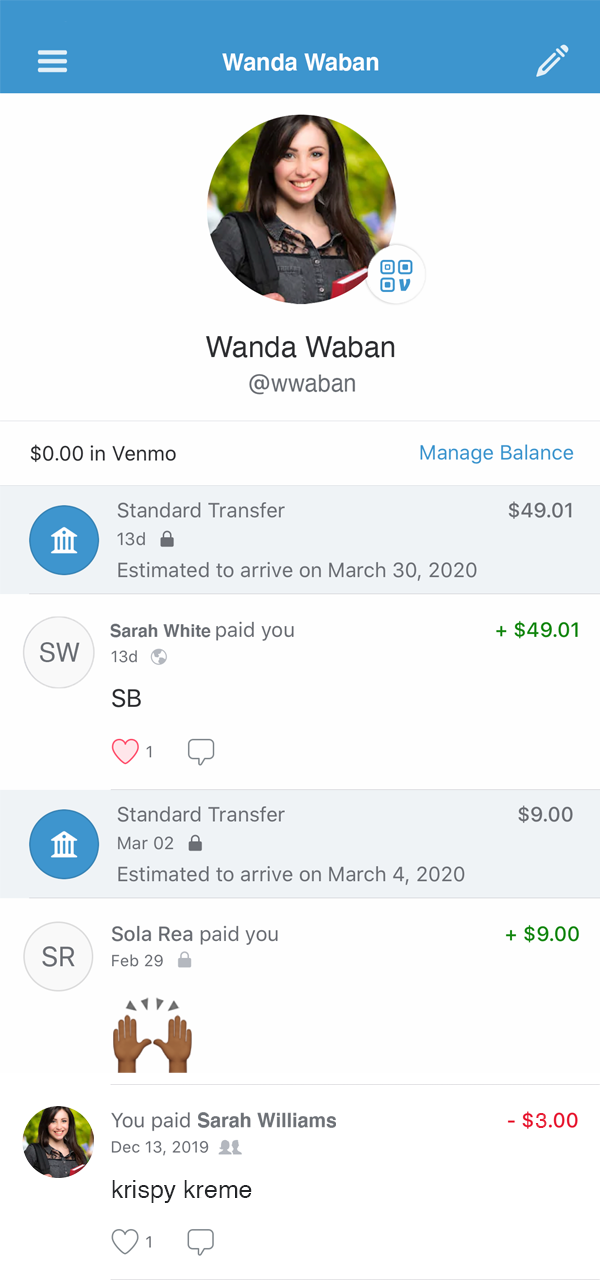 Wanda Waban
Wanda Waban
@wwaban
$0.00 in Venmo
Manage Balance
Standard Transfer
$49.01
13d
Estimated to arrive on March 30, 2020
SW
Sarah White paid you
+ $49.01
13d
SB
1
Standard Transfer
$9.00
Mar 02
Estimated to arrive on March 4, 2020
SR
Sola Rea paid you
+ $9.00
Feb 29
You paid Sarah Williams
- $3.00
Dec 13, 2019
krispy kreme
1